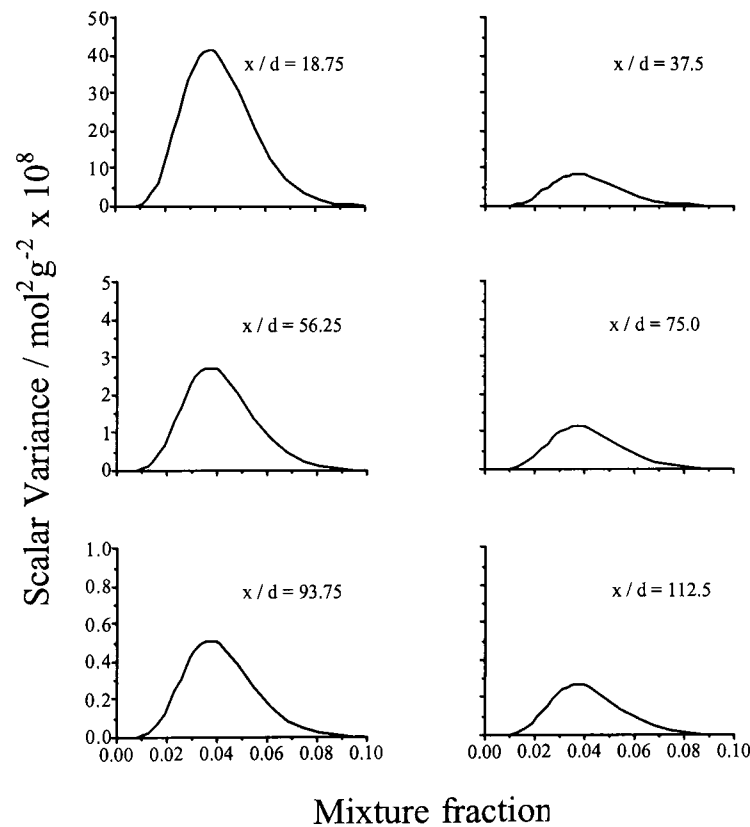 Scalar Variance / mol²g⁻² x 10⁸
50
40
30
20
10
0
x / d = 18.75
x / d = 37.5
5
4
3
2
1
0
x / d = 56.25
x / d = 75.0
1.0
0.8
0.6
0.4
0.2
0.0
x / d = 93.75
x / d = 112.5
0.00 0.02 0.04 0.06 0.08 0.10
0.00 0.02 0.04 0.06 0.08 0.10
Mixture fraction